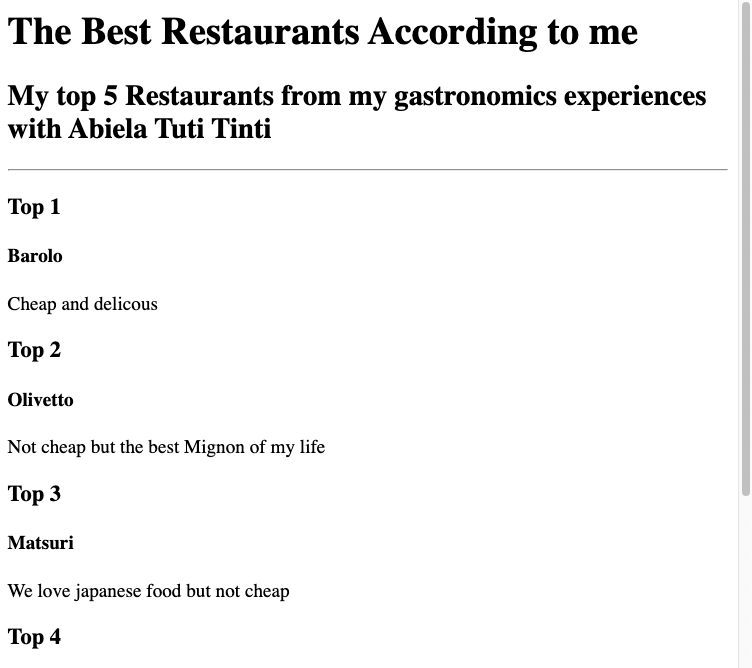 The Best Restaurants According to me
My top 5 Restaurants from my gastronomics experiences
with Abiela Tuti Tinti
Top 1
Barolo
Cheap and delicous
Top 2
Olivetto
Not cheap but the best Mignon of my life
Top 3
Matsuri
We love japanese food but not cheap
Top 4